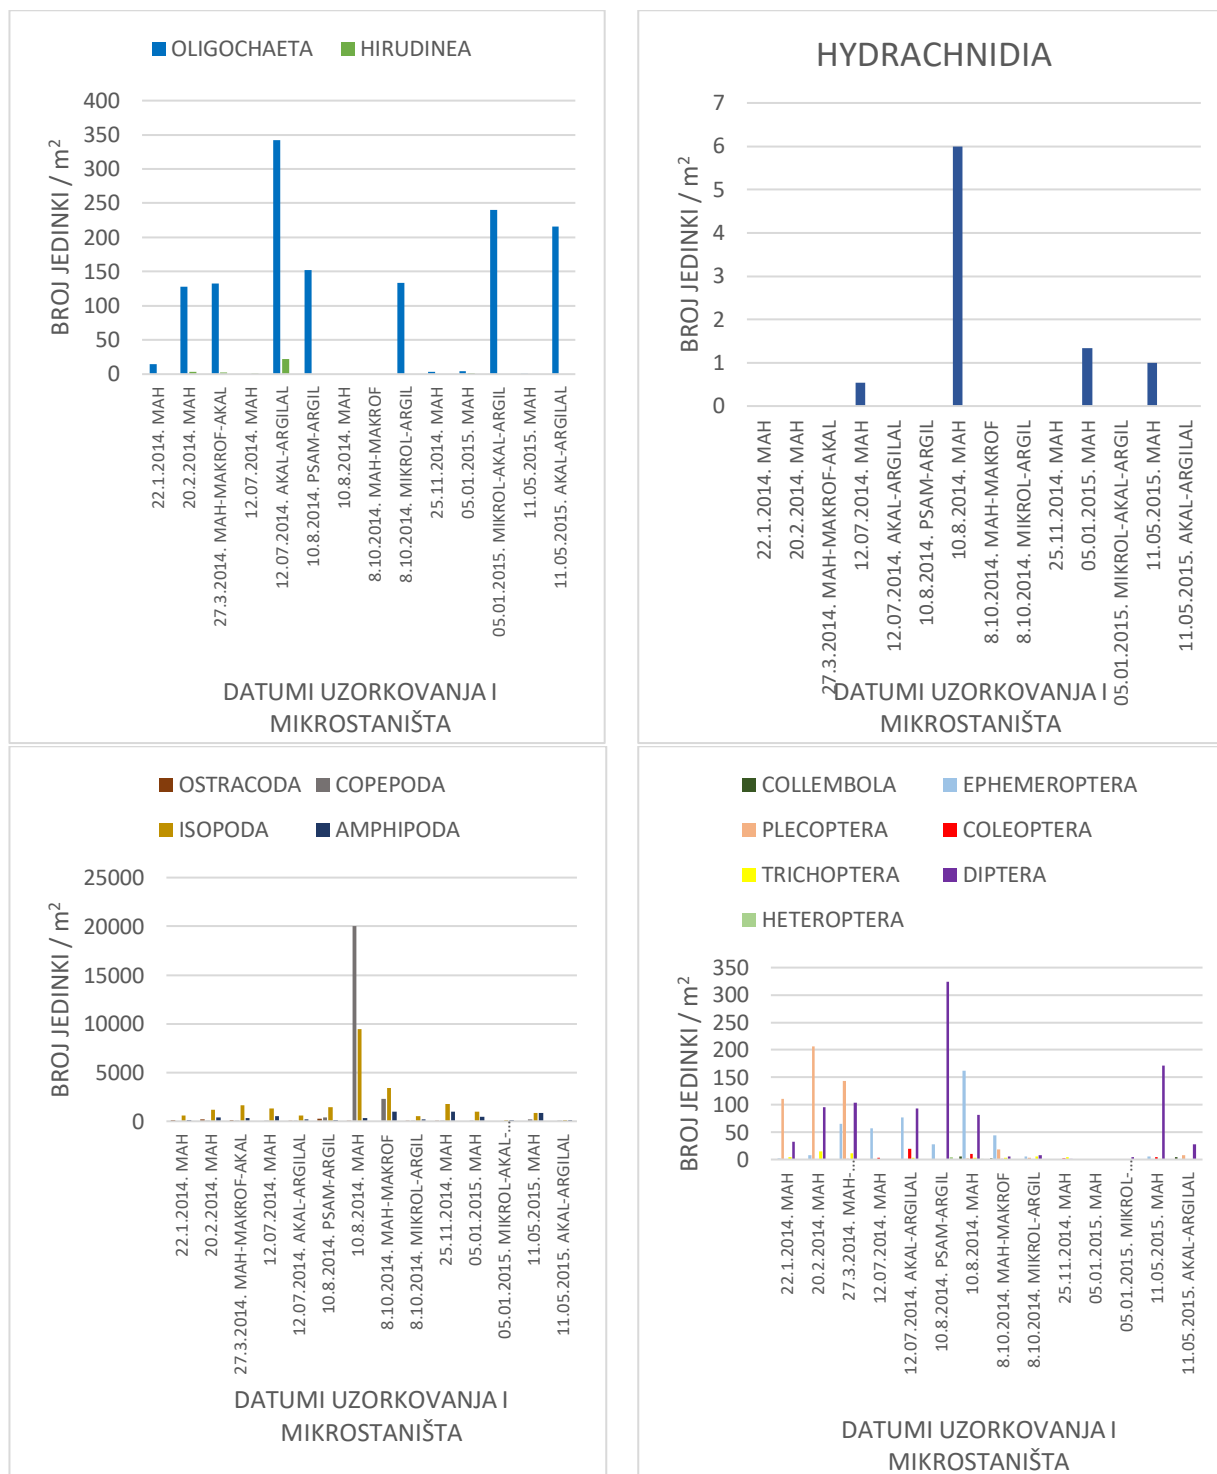 OLIGOCHAETA HIRUDINEA
400
350
300
250
200
150
100
50
0
BROJ JEDINKI / m²
22.1.2014. MAH
20.2.2014. MAH
27.3.2014. MAH-MAKROF-AKAL
12.07.2014. MAH
12.07.2014. AKAL-ARGILAL
10.8.2014. PSAM-ARGIL
10.8.2014. MAH
8.10.2014. MAH-MAKROF
8.10.2014. MIKROL-ARGIL
25.11.2014. MAH
05.01.2015. MAH
05.01.2015. MIKROL-AKAL-ARGIL
11.05.2015. MAH
11.05.2015. AKAL-ARGILAL
DATUMI UZORKOVANJA I
MIKROSTANIŠTA
HYDRACHNIDIA
7
6
5
4
3
2
1
0
BROJ JEDINKI / m²
22.1.2014. MAH
20.2.2014. MAH
27.3.2014. MAH-MAKROF-AKAL
12.07.2014. MAH
12.07.2014. AKAL-ARGILAL
10.8.2014. PSAM-ARGIL
10.8.2014. MAH
8.10.2014. MAH-MAKROF
8.10.2014. MIKROL-ARGIL
25.11.2014. MAH
05.01.2015. MAH
05.01.2015. MIKROL-AKAL-ARGIL
11.05.2015. MAH
11.05.2015. AKAL-ARGILAL
DATUMI UZORKOVANJA I
MIKROSTANIŠTA
OSTRACODA COPEPODA
ISOPODA AMPHIPODA
25000
20000
15000
10000
5000
0
BROJ JEDINKI / m²
22.1.2014. MAH
20.2.2014. MAH
27.3.2014. MAH-MAKROF-AKAL
12.07.2014. MAH
12.07.2014. AKAL-ARGILAL
10.8.2014. PSAM-ARGIL
10.8.2014. MAH
8.10.2014. MAH-MAKROF
8.10.2014. MIKROL-ARGIL
25.11.2014. MAH
05.01.2015. MAH
05.01.2015. MIKROL-AKAL-…
11.05.2015. MAH
11.05.2015. AKAL-ARGILAL
DATUMI UZORKOVANJA I
MIKROSTANIŠTA
COLLEMBOLA EPHEMEROPTERA
PLECOPTERA COLEOPTERA
TRICHOPTERA DIPTERA
HETEROPTERA
350
300
250
200
150
100
50
0
BROJ JEDINKI / m²
22.1.2014. MAH
20.2.2014. MAH
27.3.2014. MAH-…
12.07.2014. MAH
12.07.2014. AKAL-ARGILAL
10.8.2014. PSAM-ARGIL
10.8.2014. MAH
8.10.2014. MAH-MAKROF
8.10.2014. MIKROL-ARGIL
25.11.2014. MAH
05.01.2015. MAH
05.01.2015. MIKROL-…
11.05.2015. MAH
11.05.2015. AKAL-ARGILAL
DATUMI UZORKOVANJA I
MIKROSTANIŠTA